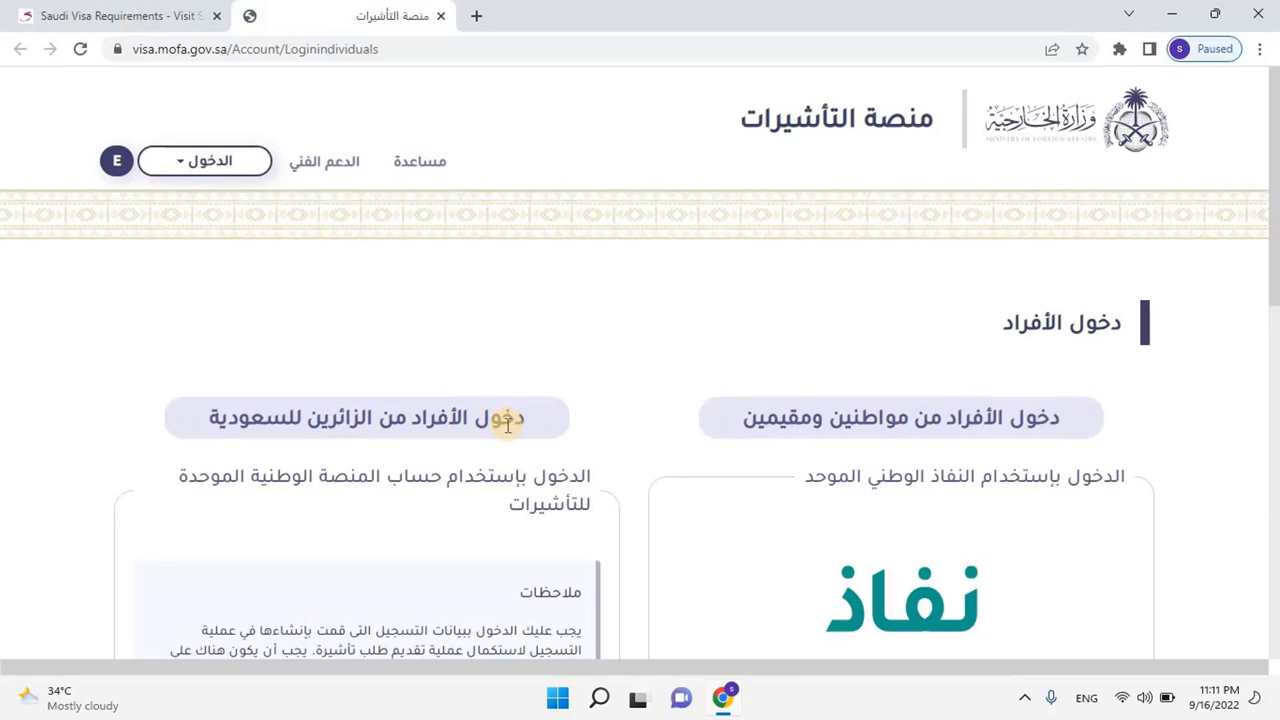 Saudi Visa Requirements - Visit S
منصة التأشيرات
visa.mofa.gov.sa/Account/Loginindividuals
S
Paused
وزارة الخارجية
MINISTRY OF FOREIGN AFFAIRS
منصة التأشيرات
مساعدة
الدعم الفني
الدخول
E
دخول الأفراد
دخول الأفراد من مواطنين ومقيمين
الدخول بإستخدام النفاذ الوطني الموحد
نفاذ
دخول الأفراد من الزائرين للسعودية
الدخول بإستخدام حساب المنصة الوطنية الموحدة
للتأشيرات
ملاحظات
يجب عليك الدخول ببيانات التسجيل التى قمت بإنشاءها في عملية
التسجيل لاستكمال عملية تقديم طلب تأشيرة. يجب أن يكون هناك على
34°C
Mostly cloudy
S
ENG
11:11 PM
9/16/2022